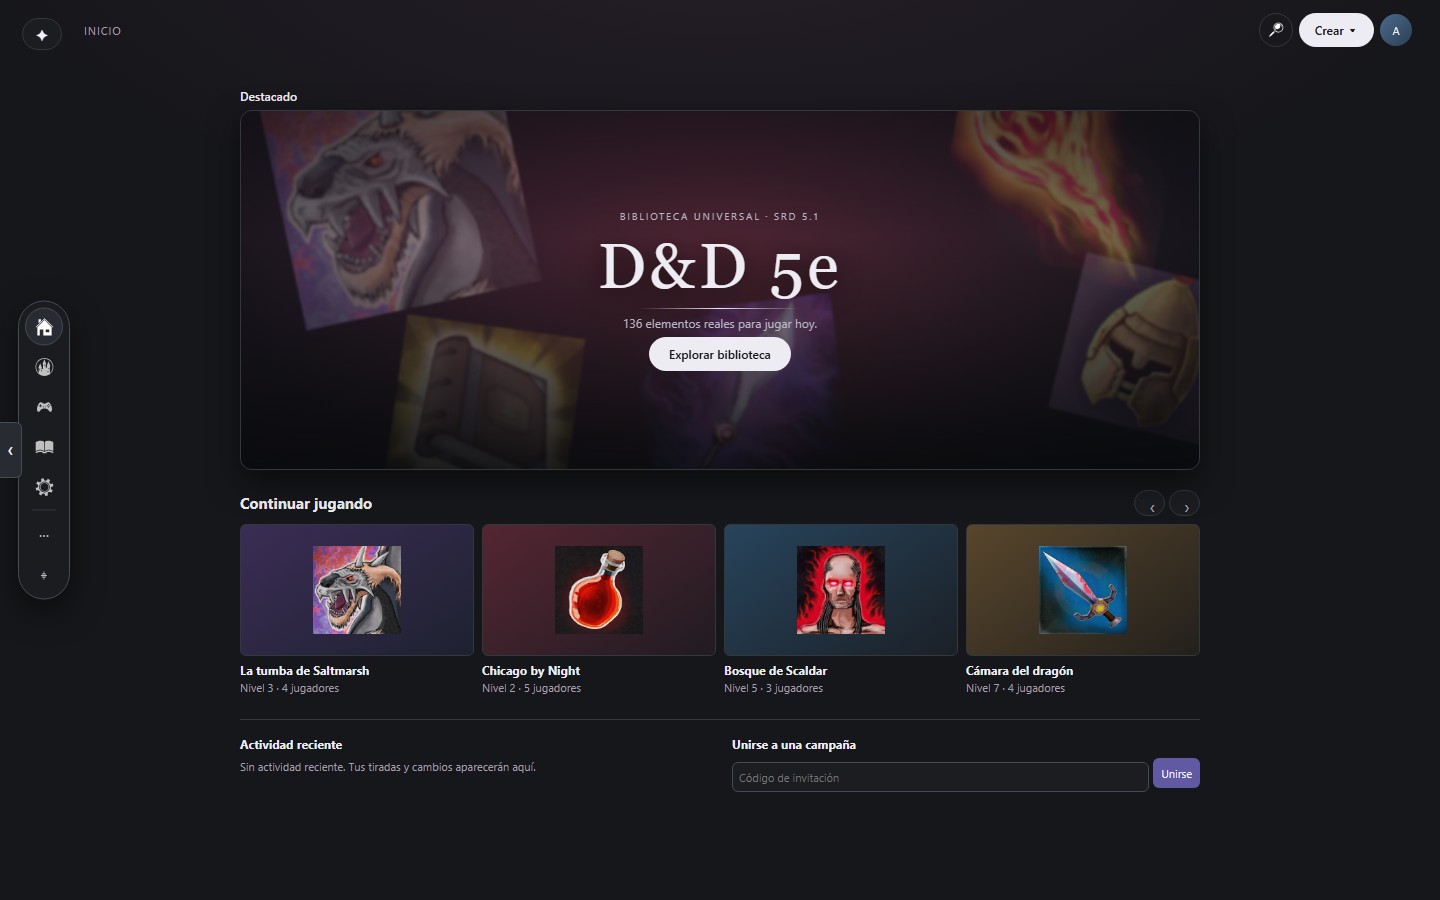 INICIO
Crear
A
Destacado
BIBLIOTECA UNIVERSAL · SRD 5.1
D&D 5e
136 elementos reales para jugar hoy.
Explorar biblioteca
Continuar jugando
La tumba de Saltmarsh
Nivel 3 · 4 jugadores
Chicago by Night
Nivel 2 · 5 jugadores
Bosque de Scaldar
Nivel 5 · 3 jugadores
Cámara del dragón
Nivel 7 · 4 jugadores
Actividad reciente
Sin actividad reciente. Tus tiradas y cambios aparecerán aquí.
Unirse a una campaña
Código de invitación
Unirse